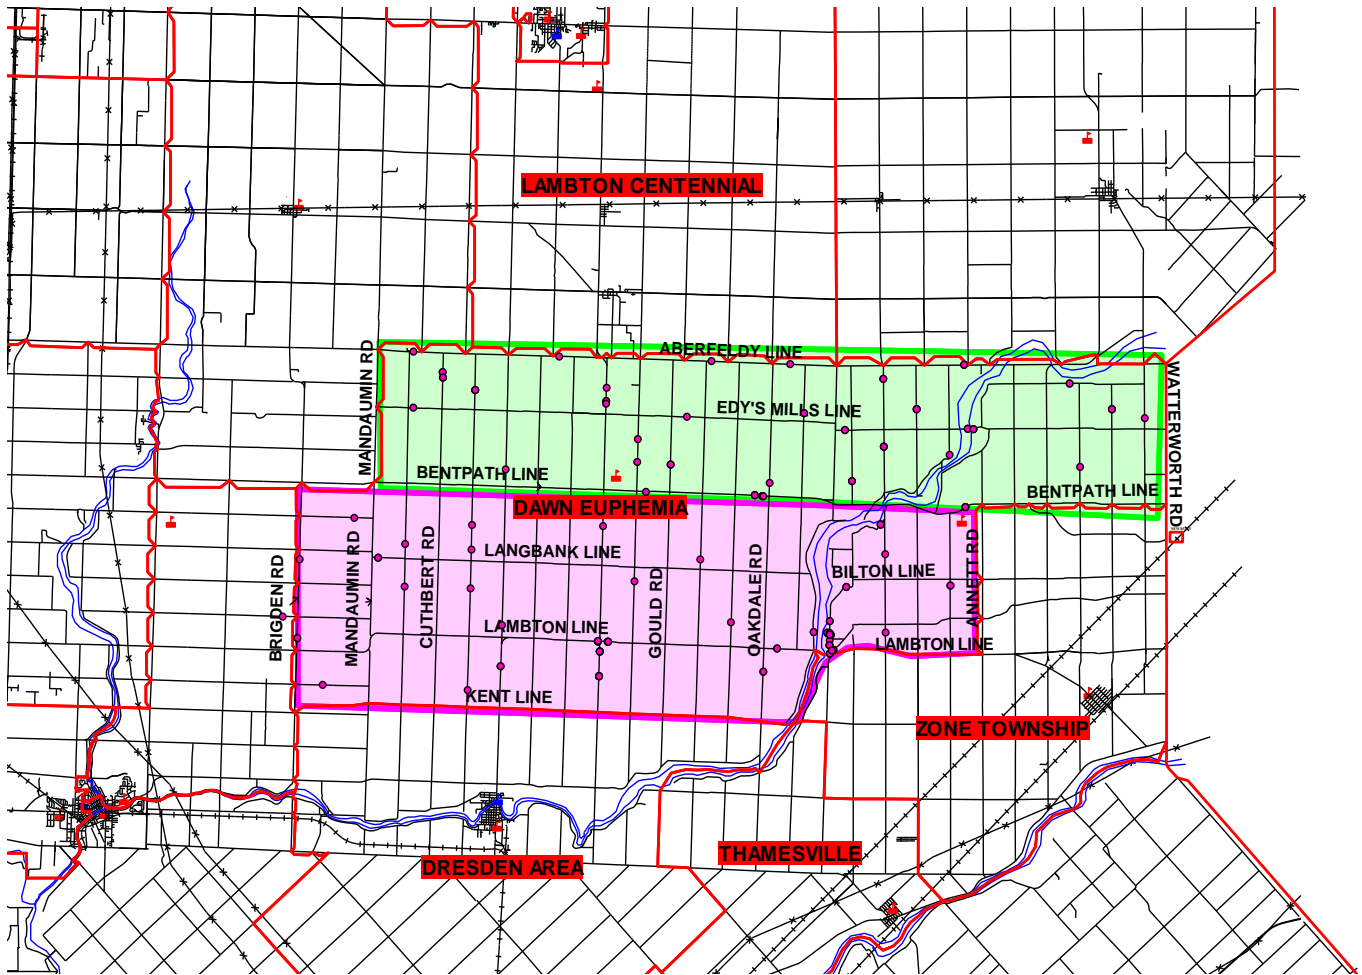 LAMBTON CENTENNIAL
ABERFELDY LINE
MANDAUMIN RD
WATTERWORTH RD
EDY'S MILLS LINE
BENTPATH LINE
BENTPATH LINE
DAWN EUPHEMIA
LANGBANK LINE
BILTON LINE
BRIGDEN RD
MANDAUMIN RD
CUTHBERT RD
GOULD RD
OAKDALE RD
ANNETT RD
LAMBTON LINE
LAMBTON LINE
KENT LINE
ZONE TOWNSHIP
THAMESVILLE
DRESDEN AREA